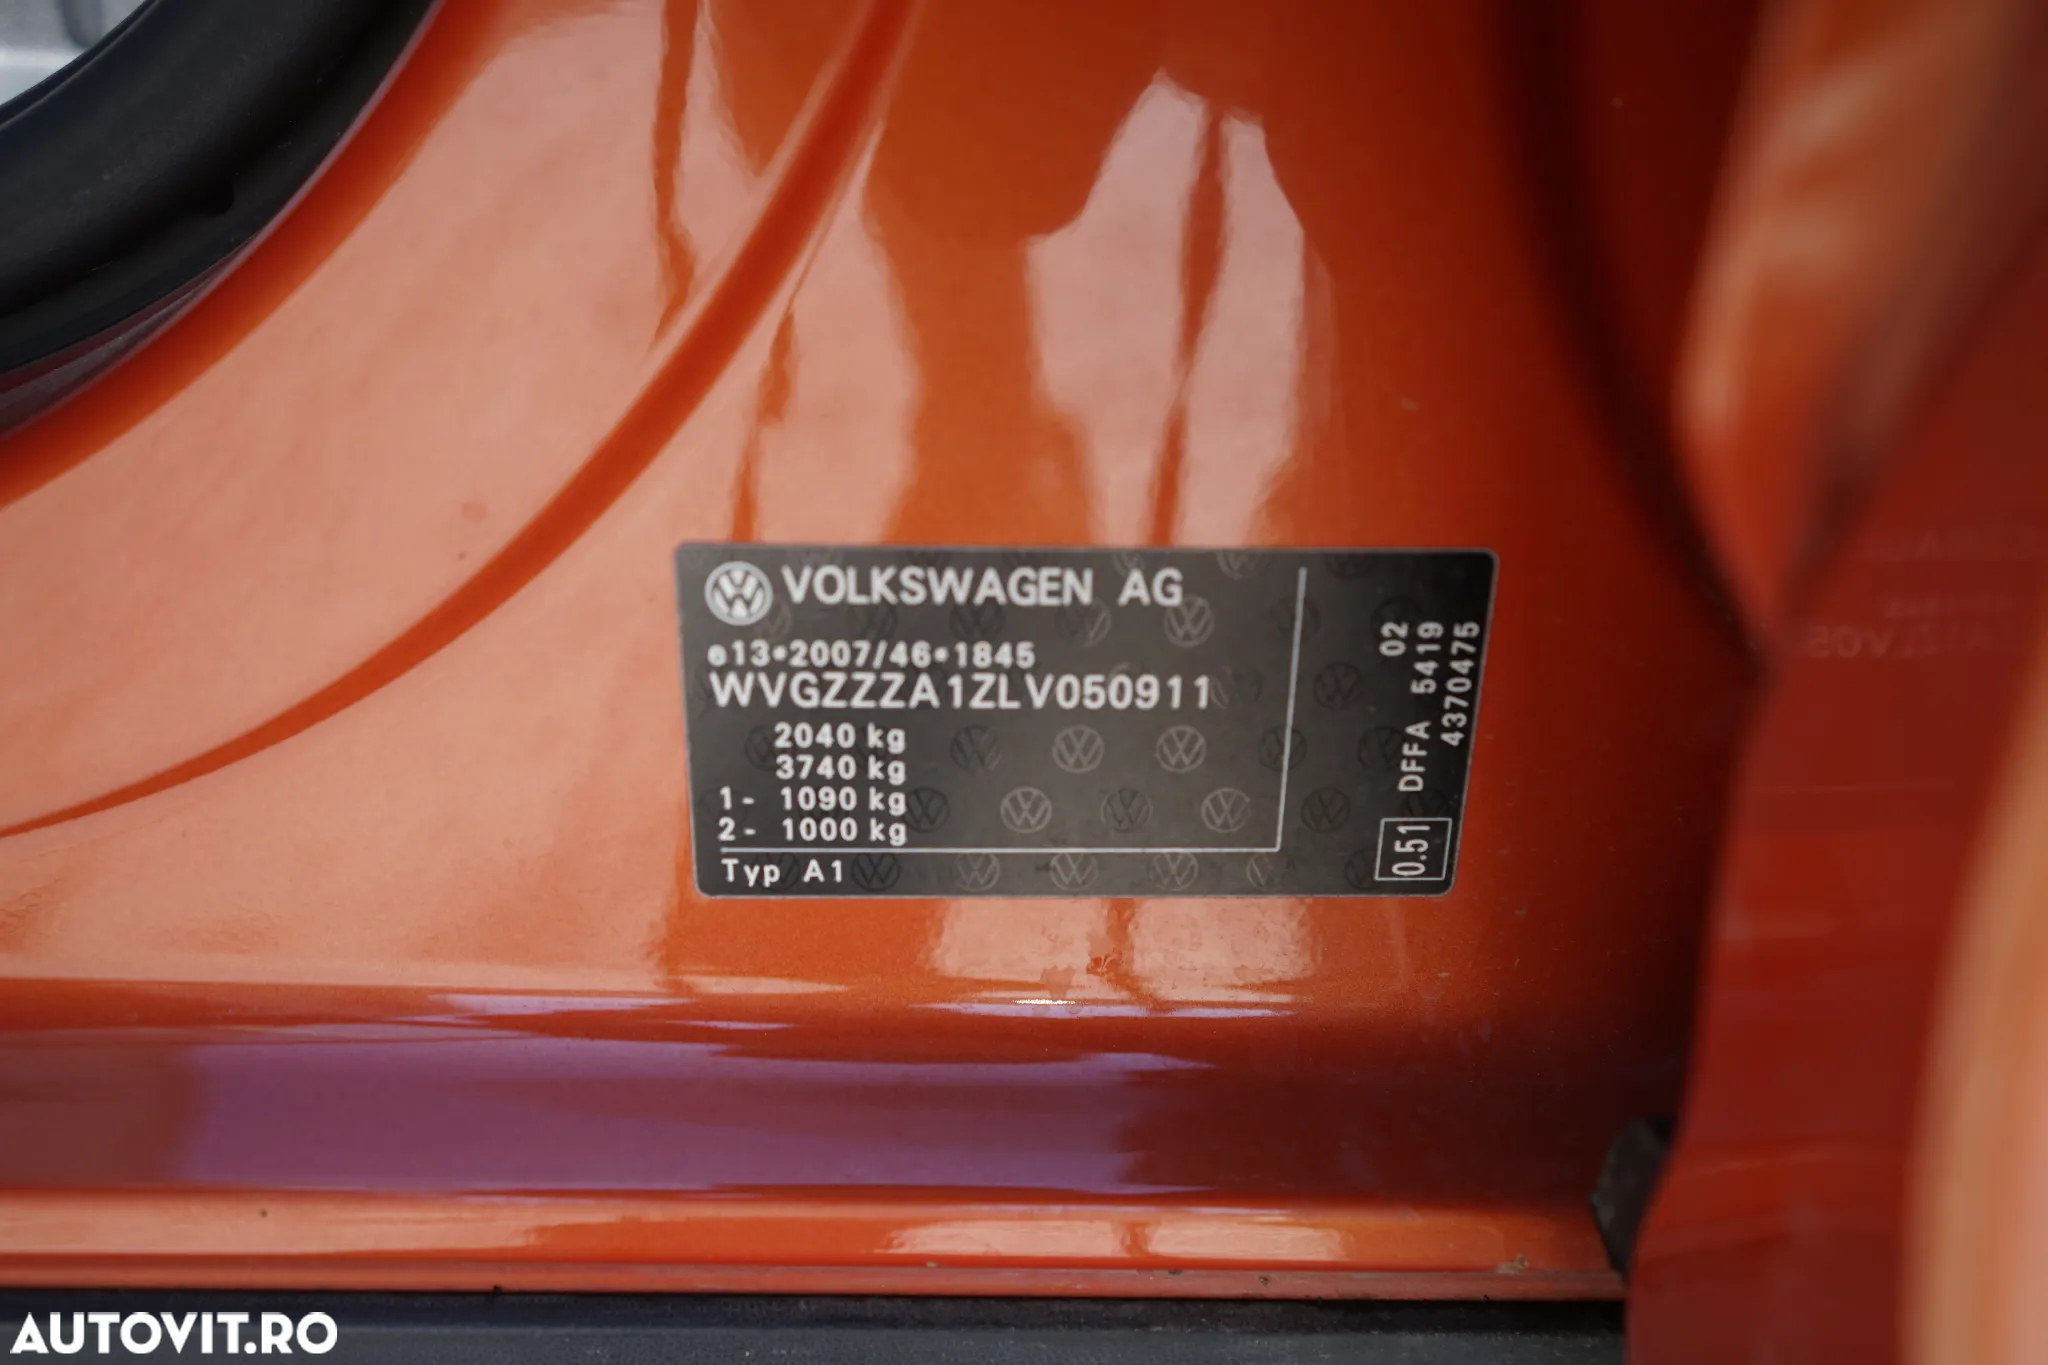 VOLKSWAGEN AG
e13*2007/46*1845
WVGZZZA1ZLV050911
2040 kg
3740 kg
1- 1090 kg
2- 1000 kg
Typ A1
02
DFFA 5419
4370475
0.51
AUTOVIT.RO